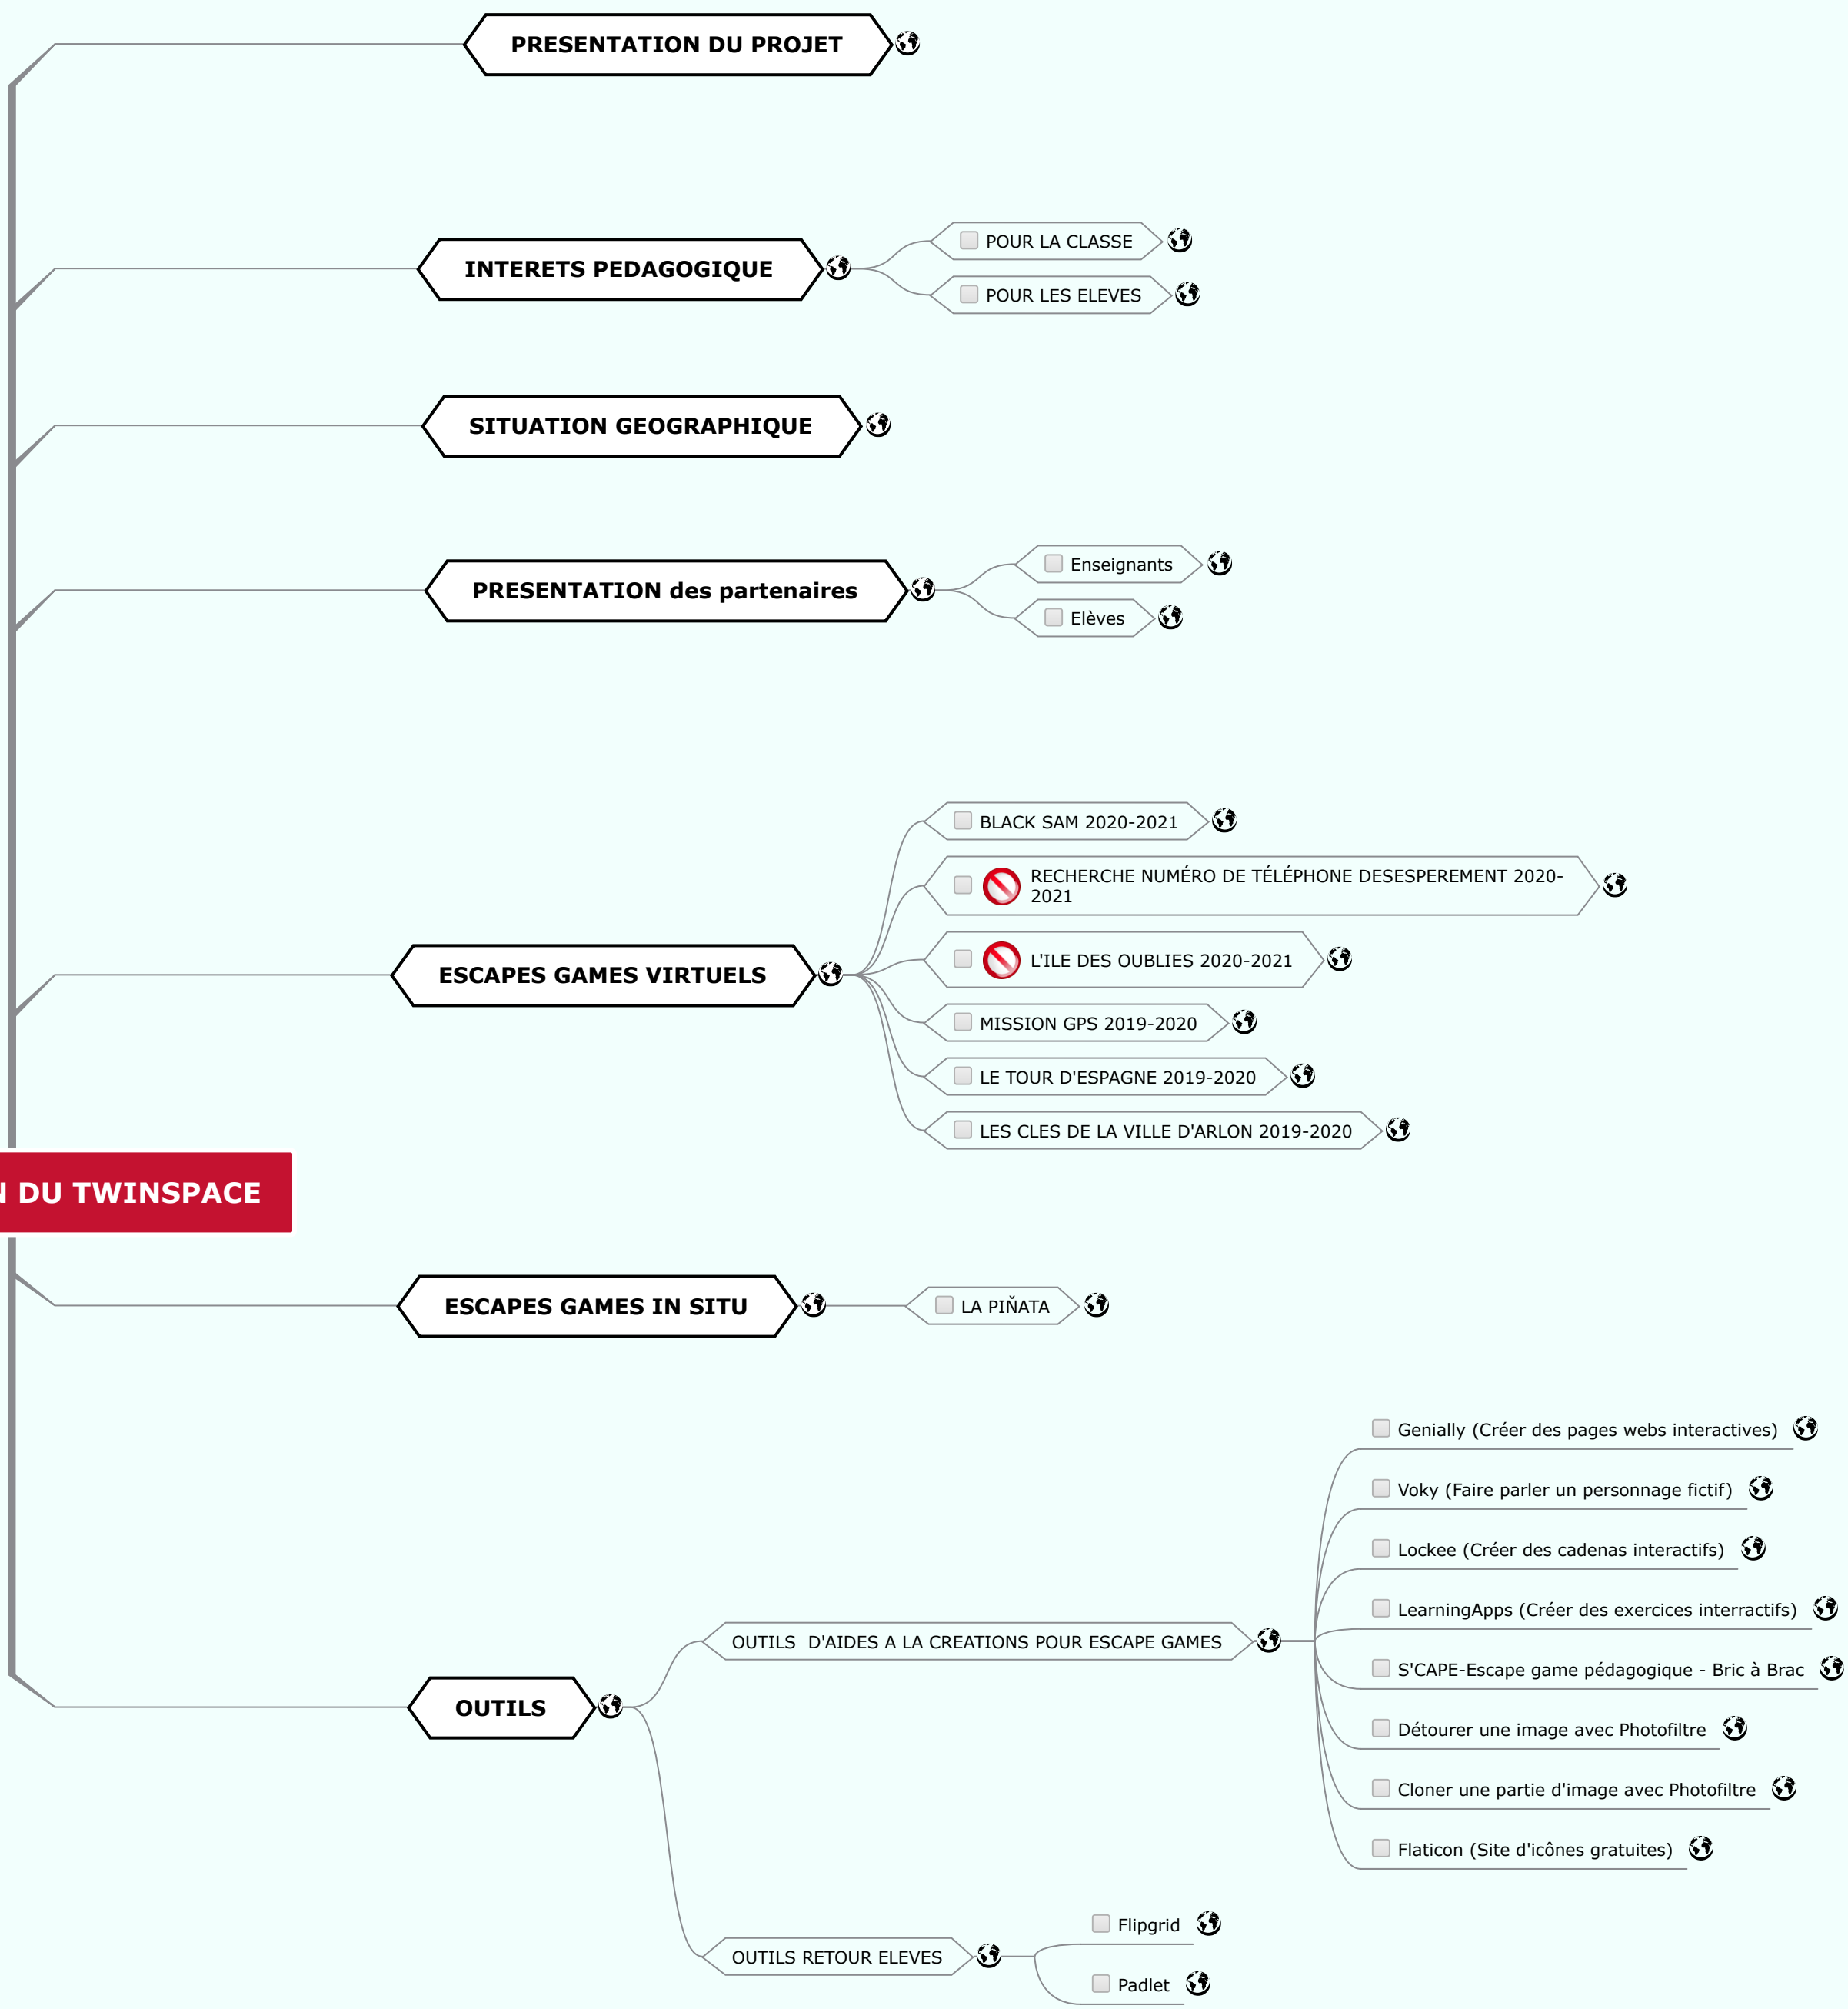 PRESENTATION DU PROJET
INTERETS PEDAGOGIQUE
POUR LA CLASSE
POUR LES ELEVES
SITUATION GEOGRAPHIQUE
PRESENTATION des partenaires
Enseignants
Elèves
ESCAPES GAMES VIRTUELS
BLACK SAM 2020-2021
RECHERCHE NUMÉRO DE TÉLÉPHONE DESESPEREMENT 2020-
2021
L'ILE DES OUBLIES 2020-2021
MISSION GPS 2019-2020
LE TOUR D'ESPAGNE 2019-2020
LES CLES DE LA VILLE D'ARLON 2019-2020
N DU TWINSPACE
ESCAPES GAMES IN SITU
LA PIŇATA
OUTILS
OUTILS  D'AIDES A LA CREATIONS POUR ESCAPE GAMES
Genially (Créer des pages webs interactives)
Voky (Faire parler un personnage fictif)
Lockee (Créer des cadenas interactifs)
LearningApps (Créer des exercices interractifs)
S'CAPE-Escape game pédagogique - Bric à Brac
Détourer une image avec Photofiltre
Cloner une partie d'image avec Photofiltre
Flaticon (Site d'icônes gratuites)
OUTILS RETOUR ELEVES
Flipgrid
Padlet